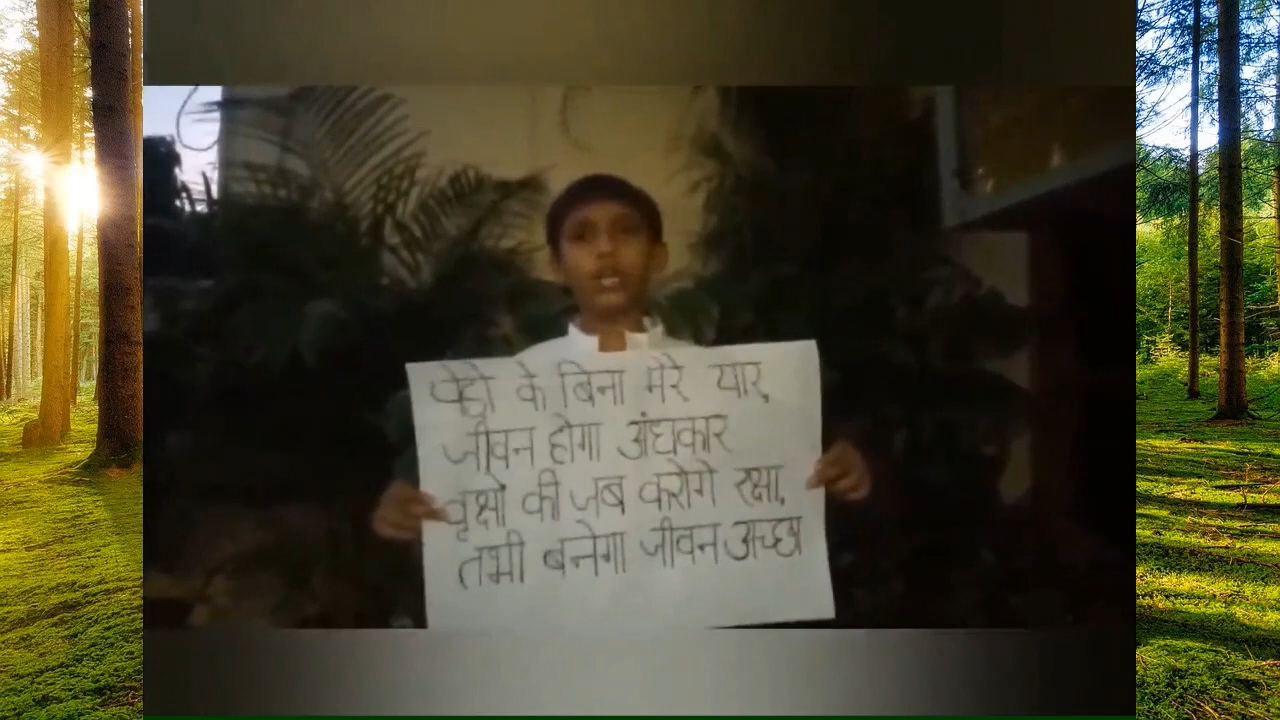 पेड़ो के बिना मेरे यार,
जीवन होगा अंधकार
वृक्षो की जब करोगे रक्षा,
तभी बनेगा जीवन अच्छा